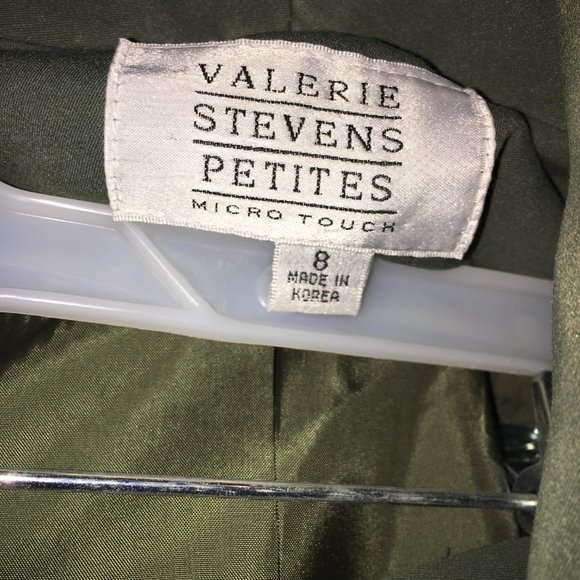 VALERIE
STEVENS
PETITES
MICRO TOUCH
8
MADE IN
KOREA